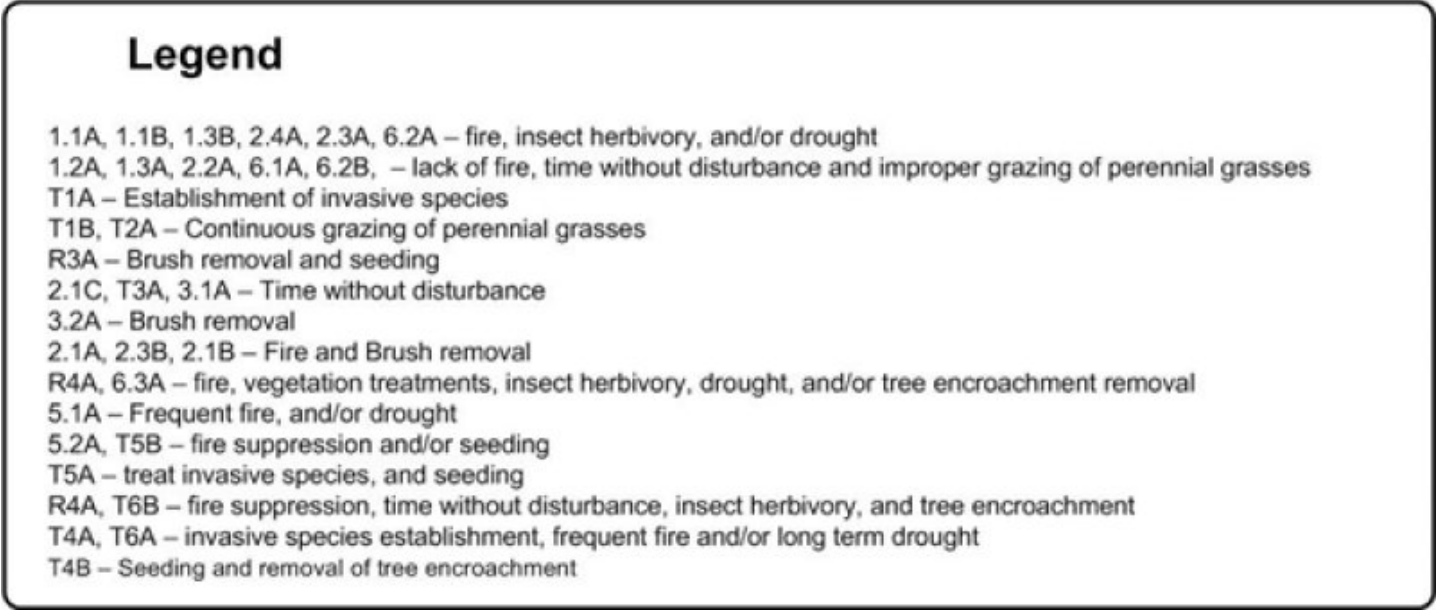 Legend
1.1A, 1.1B, 1.3B, 2.4A, 2.3A, 6.2A – fire, insect herbivory, and/or drought
1.2A, 1.3A, 2.2A, 6.1A, 6.2B,  – lack of fire, time without disturbance and improper grazing of perennial grasses
T1A – Establishment of invasive species
T1B, T2A – Continuous grazing of perennial grasses
R3A – Brush removal and seeding
2.1C, T3A, 3.1A – Time without disturbance
3.2A – Brush removal
2.1A, 2.3B, 2.1B – Fire and Brush removal
R4A, 6.3A – fire, vegetation treatments, insect herbivory, drought, and/or tree encroachment removal
5.1A – Frequent fire, and/or drought
5.2A, T5B – fire suppression and/or seeding
T5A – treat invasive species, and seeding
R4A, T6B – fire suppression, time without disturbance, insect herbivory, and tree encroachment
T4A, T6A – invasive species establishment, frequent fire and/or long term drought
T4B – Seeding and removal of tree encroachment